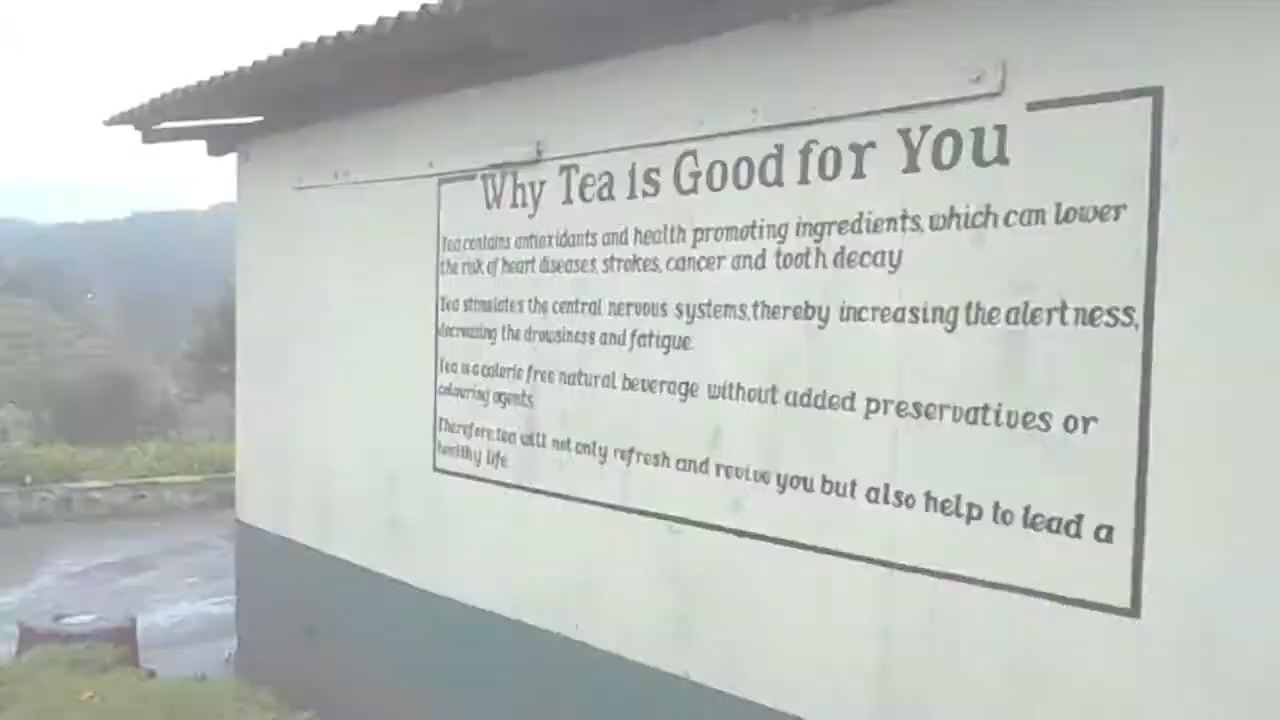 Why Tea is Good for You
Tea contains antioxidants and health promoting ingredients, which can lower
the risk of heart diseases, strokes, cancer and tooth decay
Tea stimulates the central nervous systems, thereby increasing the alertness,
decreasing the drowsiness and fatigue.
Tea is a calorie free natural beverage without added preservatives or
colouring agents.
Therefore, tea will not only refresh and revive you but also help to lead a
healthy life